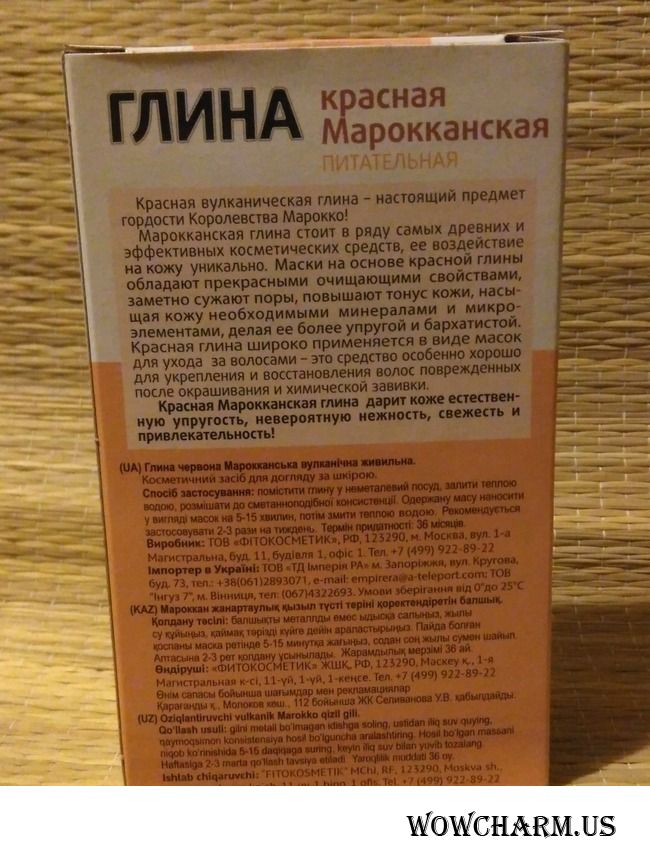 ГЛИНА красная
Марокканская
ПИТАТЕЛЬНАЯ
Красная вулканическая глина – настоящий предмет
гордости Королевства Марокко!
Марокканская глина стоит в ряду самых древних и
эффективных косметических средств, ее воздействие
на кожу уникально. Маски на основе красной глины
обладают прекрасными очищающими свойствами,
заметно сужают поры, повышают тонус кожи, насы-
щая кожу необходимыми минералами и микро-
элементами, делая ее более упругой и бархатистой.
Красная глина широко применяется в виде масок
для ухода за волосами – это средство особенно хорошо
для укрепления и восстановления волос поврежденных
после окрашивания и химической завивки.
Красная Марокканская глина дарит коже естествен-
ную упругость, невероятную нежность, свежесть и
привлекательность!
(UA) Глина червона Марокканська вулканічна живильна.
Косметичний засіб для догляду за шкірою.
Спосіб застосування: помістити глину у неметалевий посуд, залити теплою
водою, розмішати до сметанноподібної консистенції. Одержану масу наносити
у вигляді масок на 5-15 хвилин, потім змити теплою водою. Рекомендується
застосовувати 2-3 рази на тиждень. Термін придатності: 36 місяців.
Виробник: ТОВ «ФІТОКОСМЕТИК», РФ, 123290, м. Москва, вул. 1-а
Магистральна, буд. 11, будівля 1, офіс 1. Тел. +7 (499) 922-89-22
Імпортер в Україні: ТОВ «ТД Імперія РА» м. Запоріжжя, вул. Кругова,
буд. 73, тел.: +38(061)2893071, e-mail: empirera@a-teleport.com; ТОВ
"Інгуз 7", м. Вінниця, тел: (067)4322693. Умови зберігання від 0°до 25°С
(KAZ) Мароккан жанартаулық қызыл түсті теріні қоректендіретін балшық.
Қолдану тәсілі: балшықты металлды емес ыдысқа салыңыз, жылы
су құйыңыз, қаймақ тәрізді күйге дейін араластырыңыз. Пайда болған
қоспаны маска ретінде 5-15 минутқа жағыңыз, содан соң жылы сумен шайып.
Аптасына 2-3 рет қолдану ұсынылады. Жарамдылық мерзімі 36 ай.
Өндіруші: «ФИТОКОСМЕТИК» ЖШҚ, РФ, 123290, Маскеу қ., 1-я
Магистральная к-сі, 11-үй, 1-үй, 1-кеңсе. Тел. +7 (499) 922-89-22
Өнім сапасы бойынша шағымдар мен рекламациялар
Қарағанды қ., Молоков көш., 112 бойынша ЖК Селиванова У.В. қабылдайды.
(UZ) Oziqlantiruvchi vulkanik Marokko qizil gili.
Qo'llash usuli: gilni metall bo'lmagan idishga soling, ustidan iliq suv quying,
qaymoqsimon konsistensiya hosil bo'lguncha aralashtiring. Hosil bo'lgan massani
niqob ko'rinishida 5-15 daqiqaga suring, keyin iliq suv bilan yuvib tozalang.
Haftasiga 2-3 marta qo'llash tavsiya etiladi Yaroqlilik muddati 36 oy.
Ishlab chiqaruvchi: "FITOKOSMETIK" MChJ, RF, 123290, Moskva sh.,
1 ofis. Tel. +7 (499) 922-89-22
WOWCHARM.US